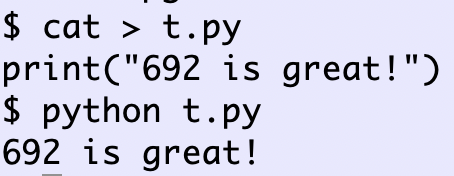 $ cat > t.py
print("692 is great!")
$ python t.py
692 is great!